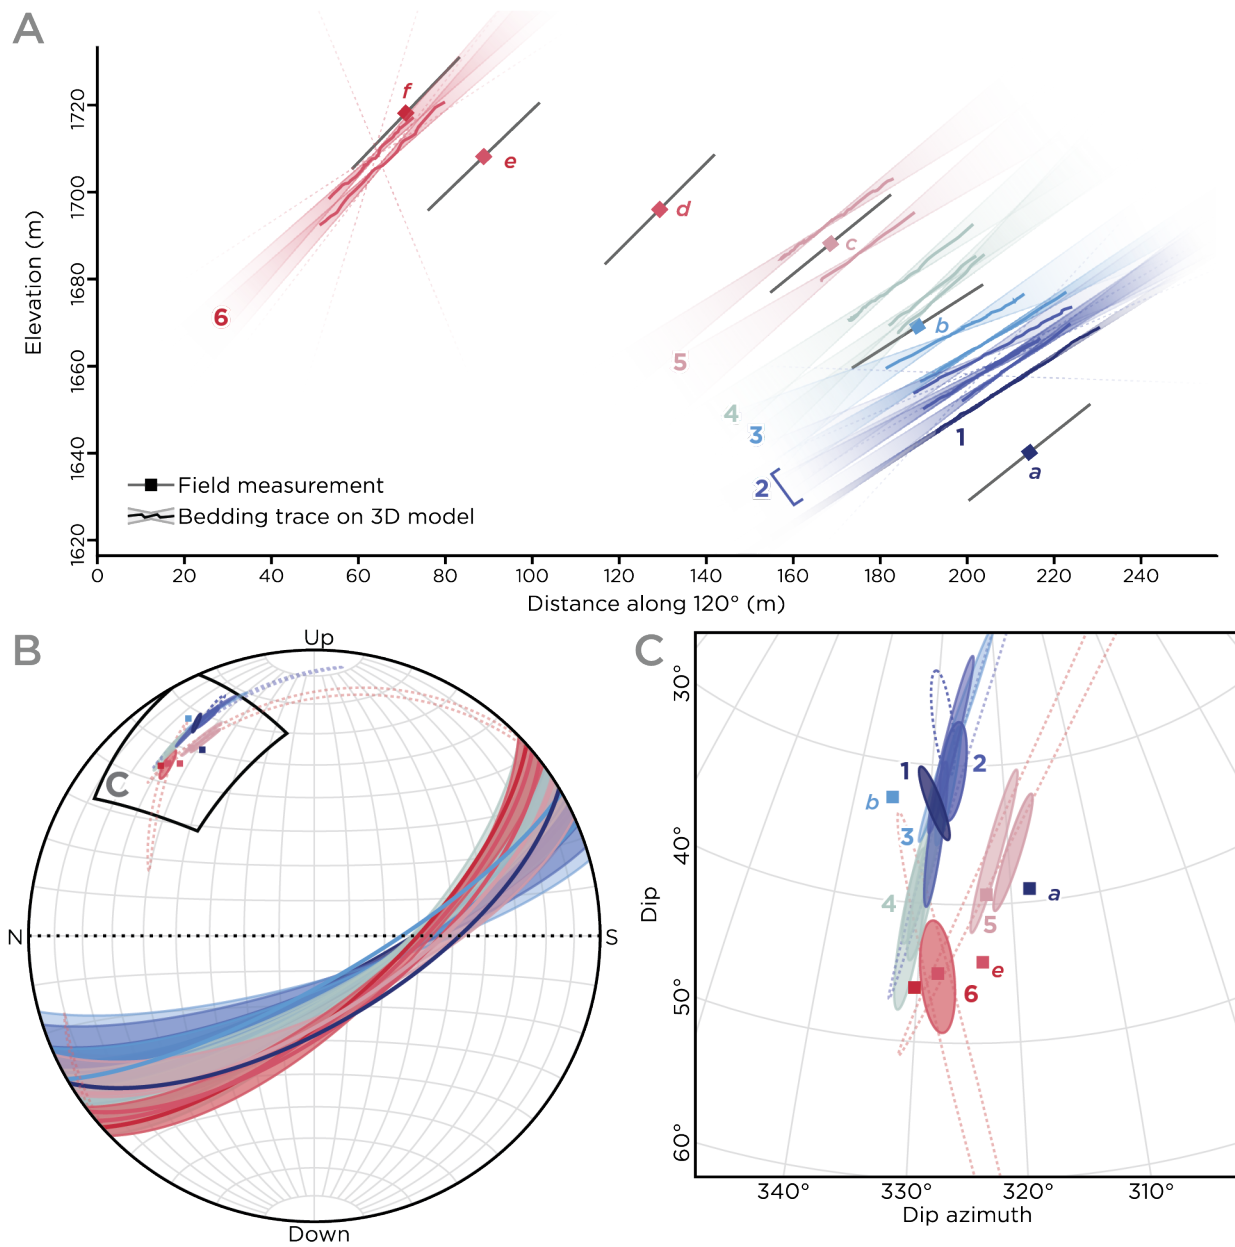 A
Elevation (m)
1720
1700
1680
1660
1640
1620
f
e
d
c
b
a
6
5
4
3
2
1
Field measurement
Bedding trace on 3D model
0 20 40 60 80 100 120 140 160 180 200 220 240
Distance along 120° (m)
B
Up
N
S
C
Down
C
Dip
30°
40°
50°
60°
1
2
b
3
4
a
5
e
6
340° 330° 320° 310°
Dip azimuth